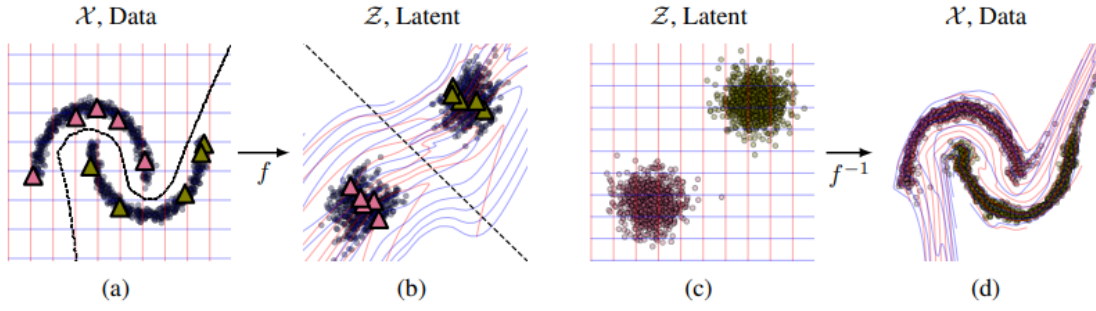 𝒳, Data
𝒵, Latent
𝒵, Latent
𝒳, Data
f
f⁻¹
(a)
(b)
(c)
(d)